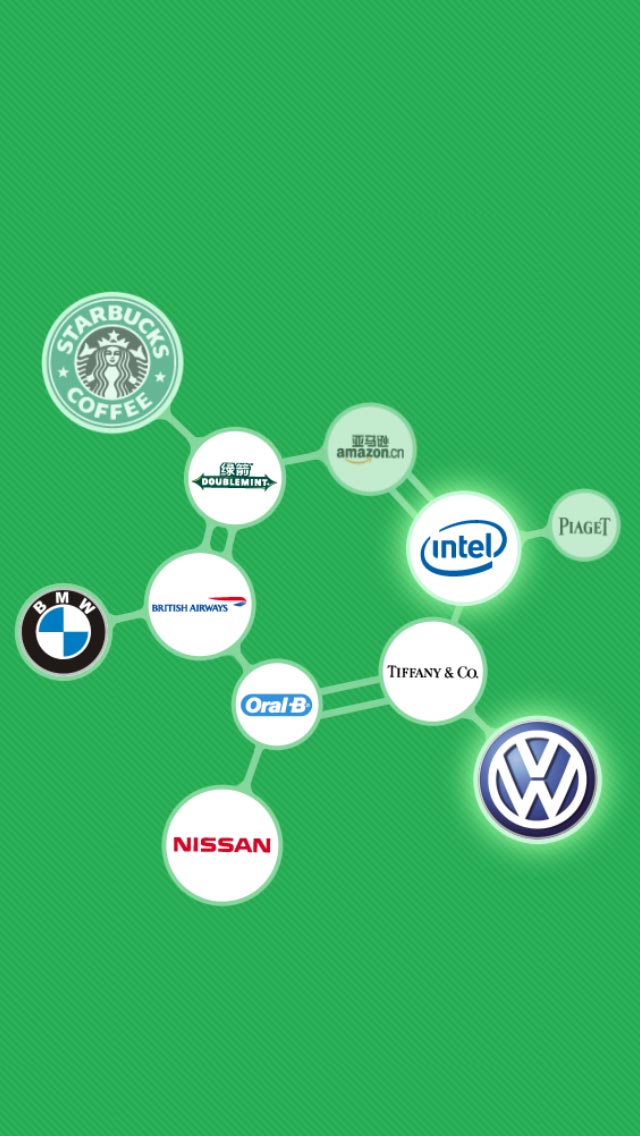 STARBUCKS
COFFEE
绿箭
DOUBLEMINT.
亚马逊
amazon.cn
intel
PIAGET
BMW
BRITISH AIRWAYS
TIFFANY & CO.
Oral-B
VW
NISSAN